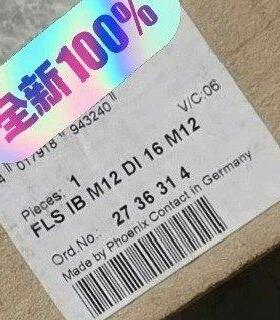 全新100%
4 017918 943240
V/C:06
Pieces: 1
FLS IB M12 DI 16 M12
Ord.No.: 27 36 31 4
Made by Phoenix Contact in Germany